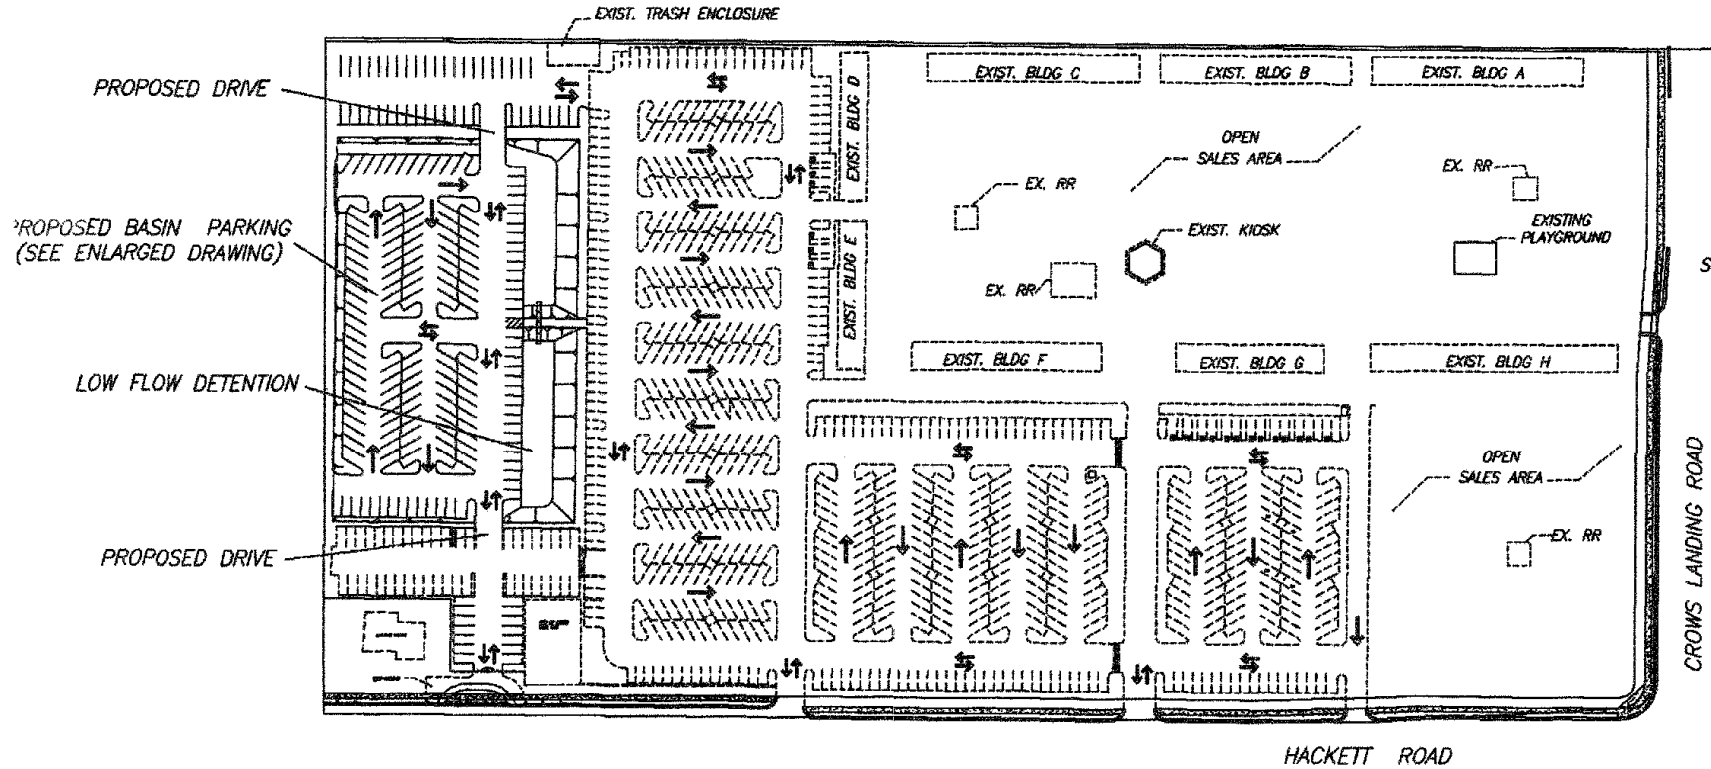 EXIST. TRASH ENCLOSURE
PROPOSED DRIVE
EXIST. BLDG D
EXIST. BLDG C
EXIST. BLDG B
EXIST. BLDG A
OPEN
SALES AREA
EX. RR
EX. RR
PROPOSED BASIN PARKING
(SEE ENLARGED DRAWING)
EXIST. KIOSK
EXISTING
PLAYGROUND
EXIST. BLDG E
EX. RR
S
LOW FLOW DETENTION
EXIST. BLDG F
EXIST. BLDG G
EXIST. BLDG H
OPEN
SALES AREA
EX. RR
PROPOSED DRIVE
CROWS LANDING ROAD
HACKETT ROAD